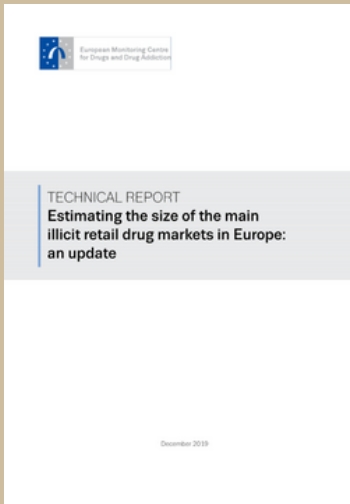 European Monitoring Centre
for Drugs and Drug Addiction
TECHNICAL REPORT
Estimating the size of the main
illicit retail drug markets in Europe:
an update
December 2019